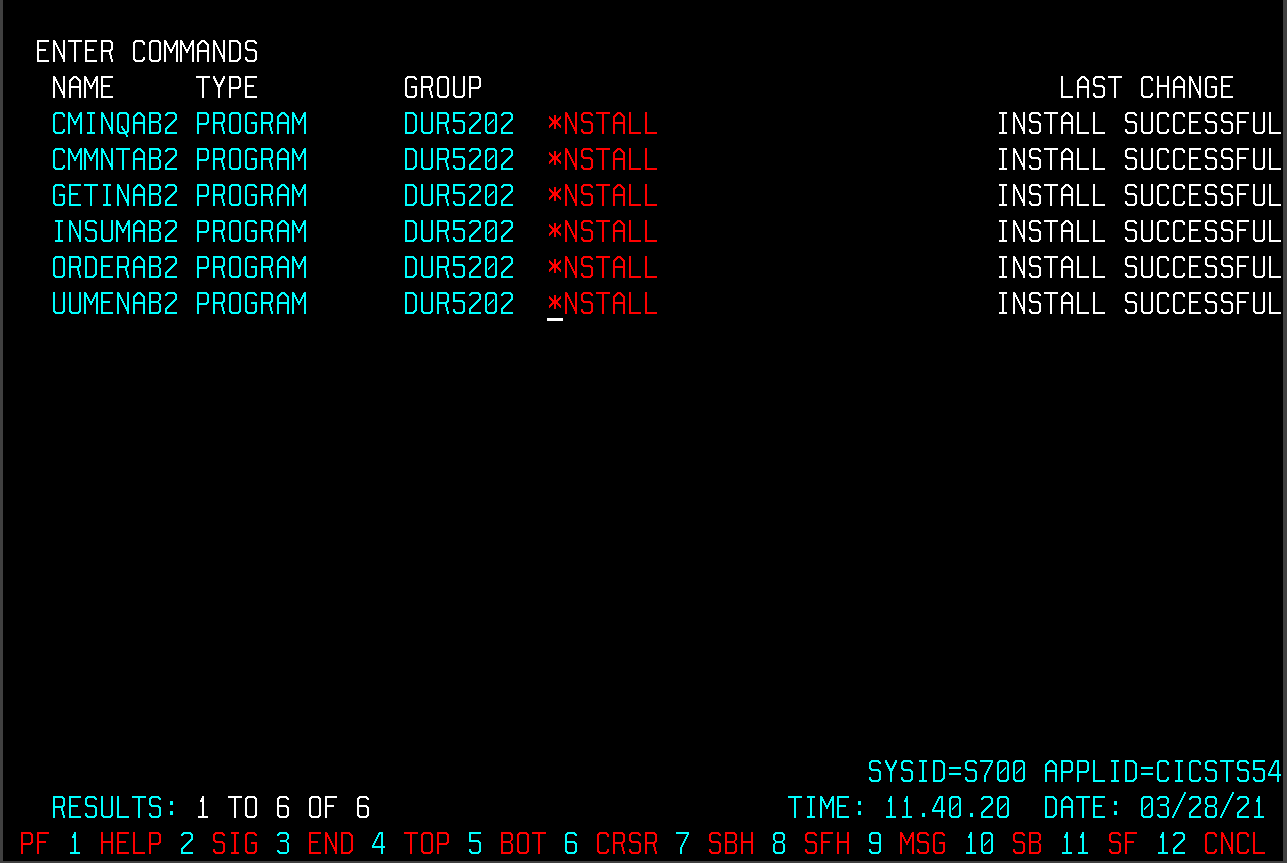 ENTER COMMANDS
NAME TYPE GROUP LAST CHANGE
CMINQAB2 PROGRAM DUR5202 *NSTALL INSTALL SUCCESSFUL
CMMNTAB2 PROGRAM DUR5202 *NSTALL INSTALL SUCCESSFUL
GETINAB2 PROGRAM DUR5202 *NSTALL INSTALL SUCCESSFUL
INSUMAB2 PROGRAM DUR5202 *NSTALL INSTALL SUCCESSFUL
ORDERAB2 PROGRAM DUR5202 *NSTALL INSTALL SUCCESSFUL
UUMENAB2 PROGRAM DUR5202 *NSTALL INSTALL SUCCESSFUL
SYSID=S700 APPLID=CICSTS54
RESULTS: 1 TO 6 OF 6 TIME: 11.40.20 DATE: 03/28/21
PF 1 HELP 2 SIG 3 END 4 TOP 5 BOT 6 CRSR 7 SBH 8 SFH 9 MSG 10 SB 11 SF 12 CNCL